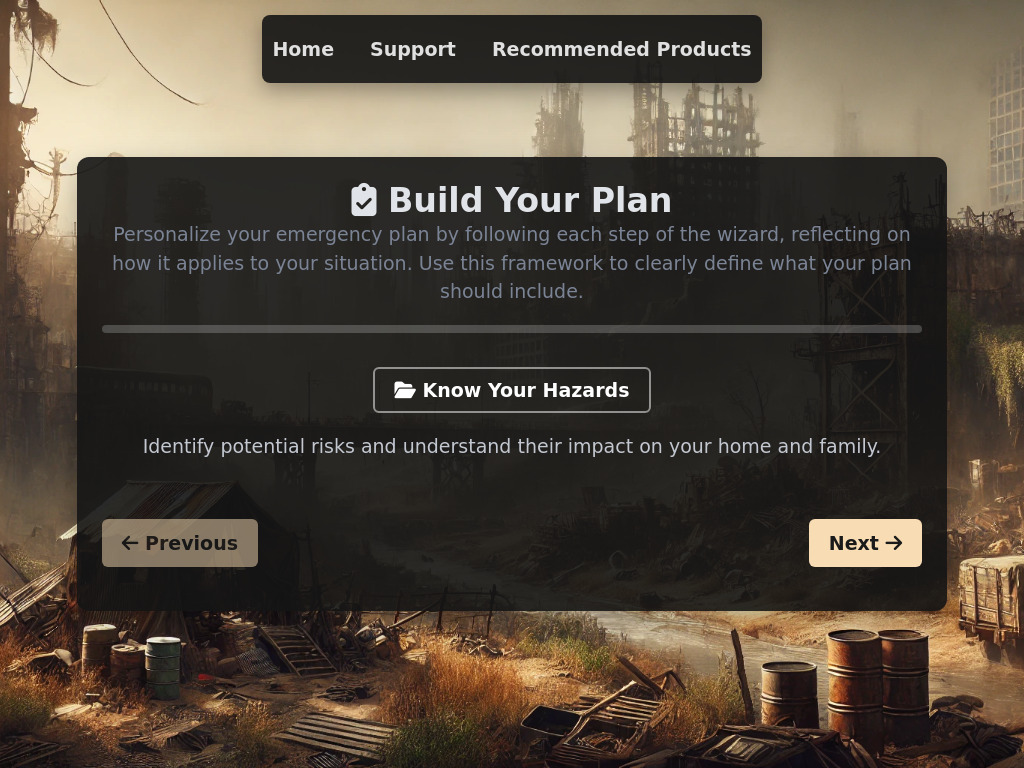 Home Support Recommended Products
Build Your Plan
Personalize your emergency plan by following each step of the wizard, reflecting on
how it applies to your situation. Use this framework to clearly define what your plan
should include.
Know Your Hazards
Identify potential risks and understand their impact on your home and family.
Previous Next